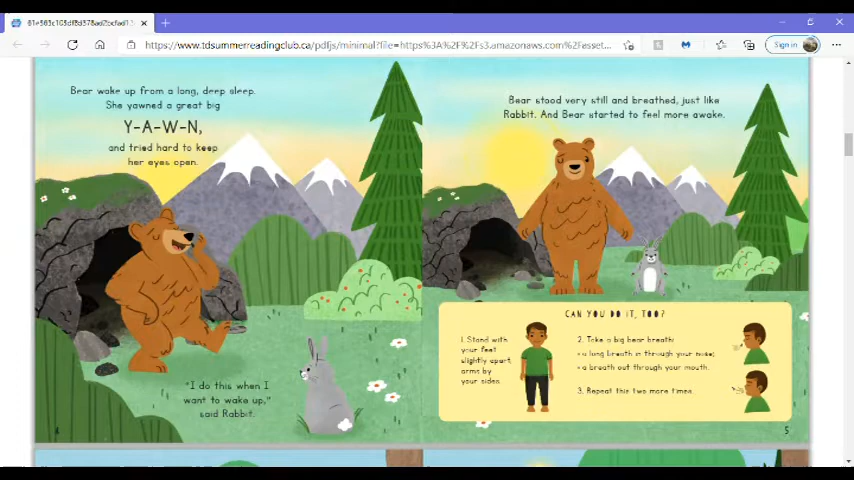 Sign in
https://www.tdsummerreadingclub.ca/pdfjs/minimal?file=https%3A%2F%2Fs3.amazonaws.com%2Fasset...
Bear woke up from a long, deep sleep.
She yawned a great big
Y-A-W-N,
and tried hard to keep
her eyes open.
"I do this when I
want to wake up,"
said Rabbit.
4
Bear stood very still and breathed, just like
Rabbit. And Bear started to feel more awake.
CAN YOU DO IT, TOO?
1. Stand with
your feet
slightly apart,
arms by
your sides.
2. Take a big bear breath:
• a long breath in through your nose;
• a breath out through your mouth.
3. Repeat this two more times.
5